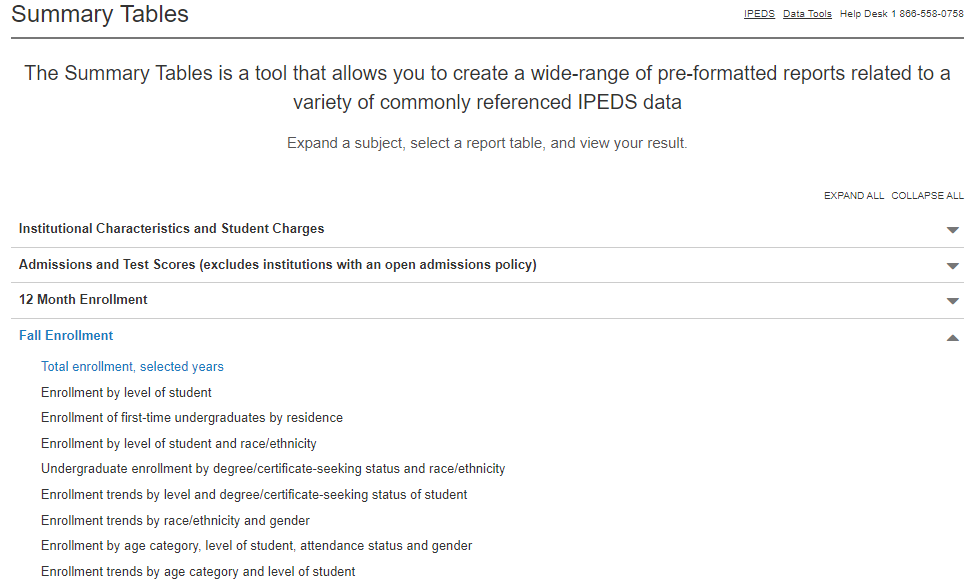 Summary Tables
IPEDS Data Tools Help Desk 1 866-558-0758
The Summary Tables is a tool that allows you to create a wide-range of pre-formatted reports related to a
variety of commonly referenced IPEDS data
Expand a subject, select a report table, and view your result.
EXPAND ALL COLLAPSE ALL
Institutional Characteristics and Student Charges
Admissions and Test Scores (excludes institutions with an open admissions policy)
12 Month Enrollment
Fall Enrollment
Total enrollment, selected years
Enrollment by level of student
Enrollment of first-time undergraduates by residence
Enrollment by level of student and race/ethnicity
Undergraduate enrollment by degree/certificate-seeking status and race/ethnicity
Enrollment trends by level and degree/certificate-seeking status of student
Enrollment trends by race/ethnicity and gender
Enrollment by age category, level of student, attendance status and gender
Enrollment trends by age category and level of student